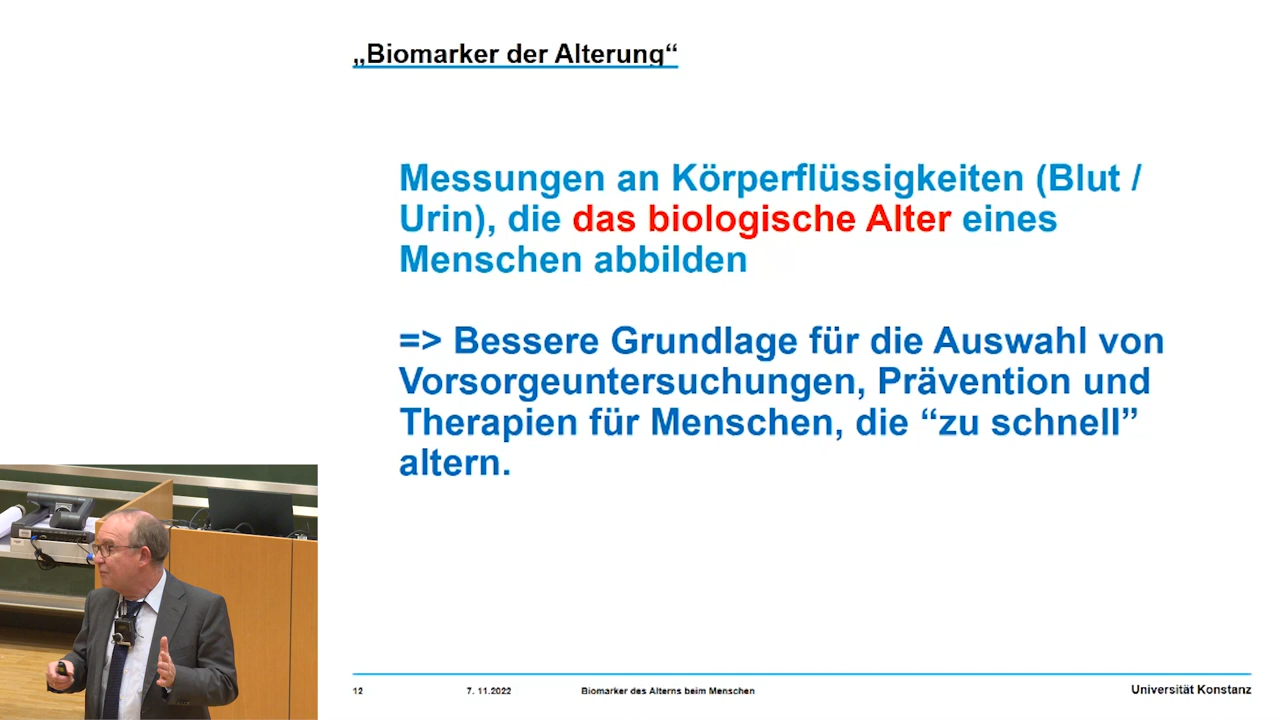 „Biomarker der Alterung“
Messungen an Körperflüssigkeiten (Blut /
Urin), die das biologische Alter eines
Menschen abbilden
=> Bessere Grundlage für die Auswahl von
Vorsorgeuntersuchungen, Prävention und
Therapien für Menschen, die “zu schnell”
altern.
12 7. 11.2022 Biomarker des Alterns beim Menschen Universität Konstanz